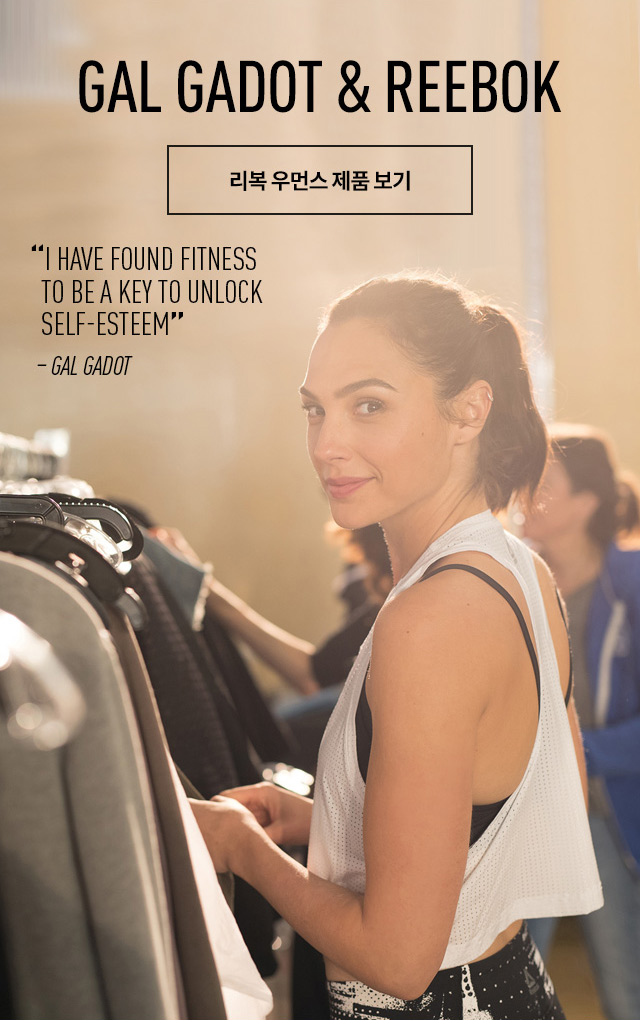 GAL GADOT & REEBOK
리복 우먼스 제품 보기
“I HAVE FOUND FITNESS
TO BE A KEY TO UNLOCK
SELF-ESTEEM”
– GAL GADOT